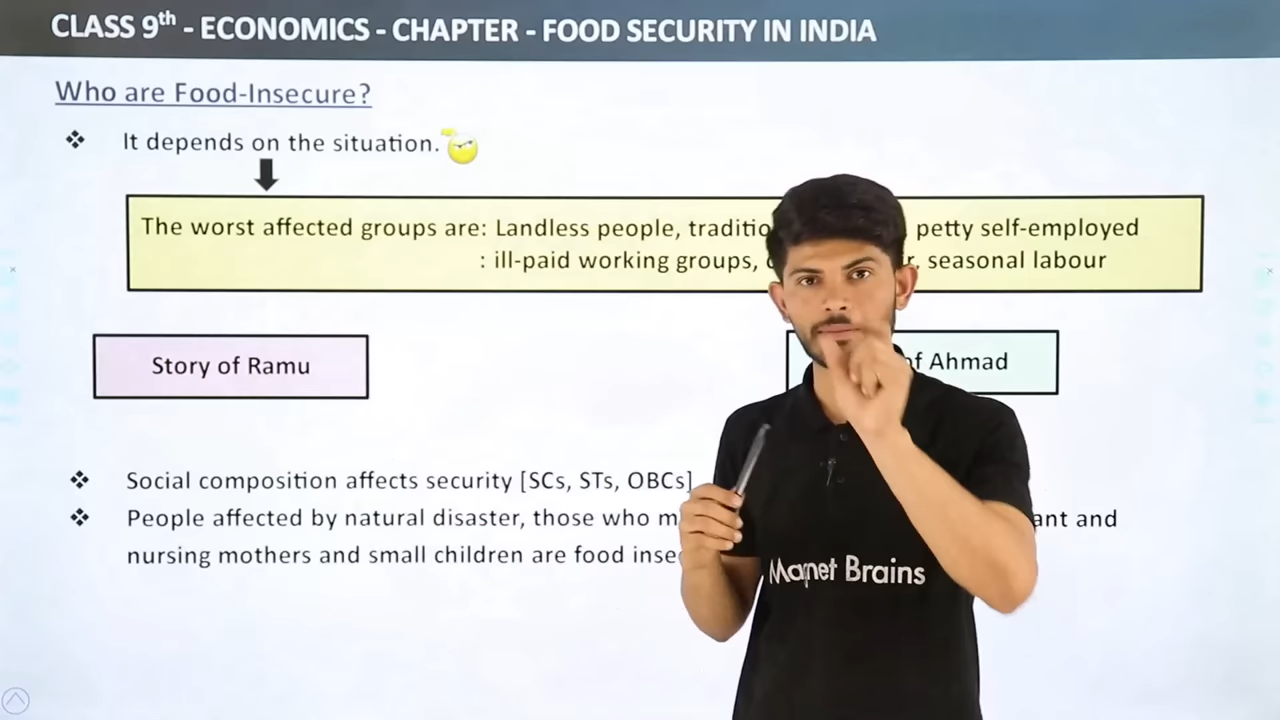 CLASS 9th - ECONOMICS - CHAPTER - FOOD SECURITY IN INDIA
Who are Food-Insecure?
It depends on the situation.
The worst affected groups are: Landless people, petty self-employed
: ill-paid working groups, seasonal labour
Story of Ramu
of Ahmad
Social composition affects security [SCs, STs, OBCs]
People affected by natural disaster, those who and
nursing mothers and small children are food
Magnet Brains